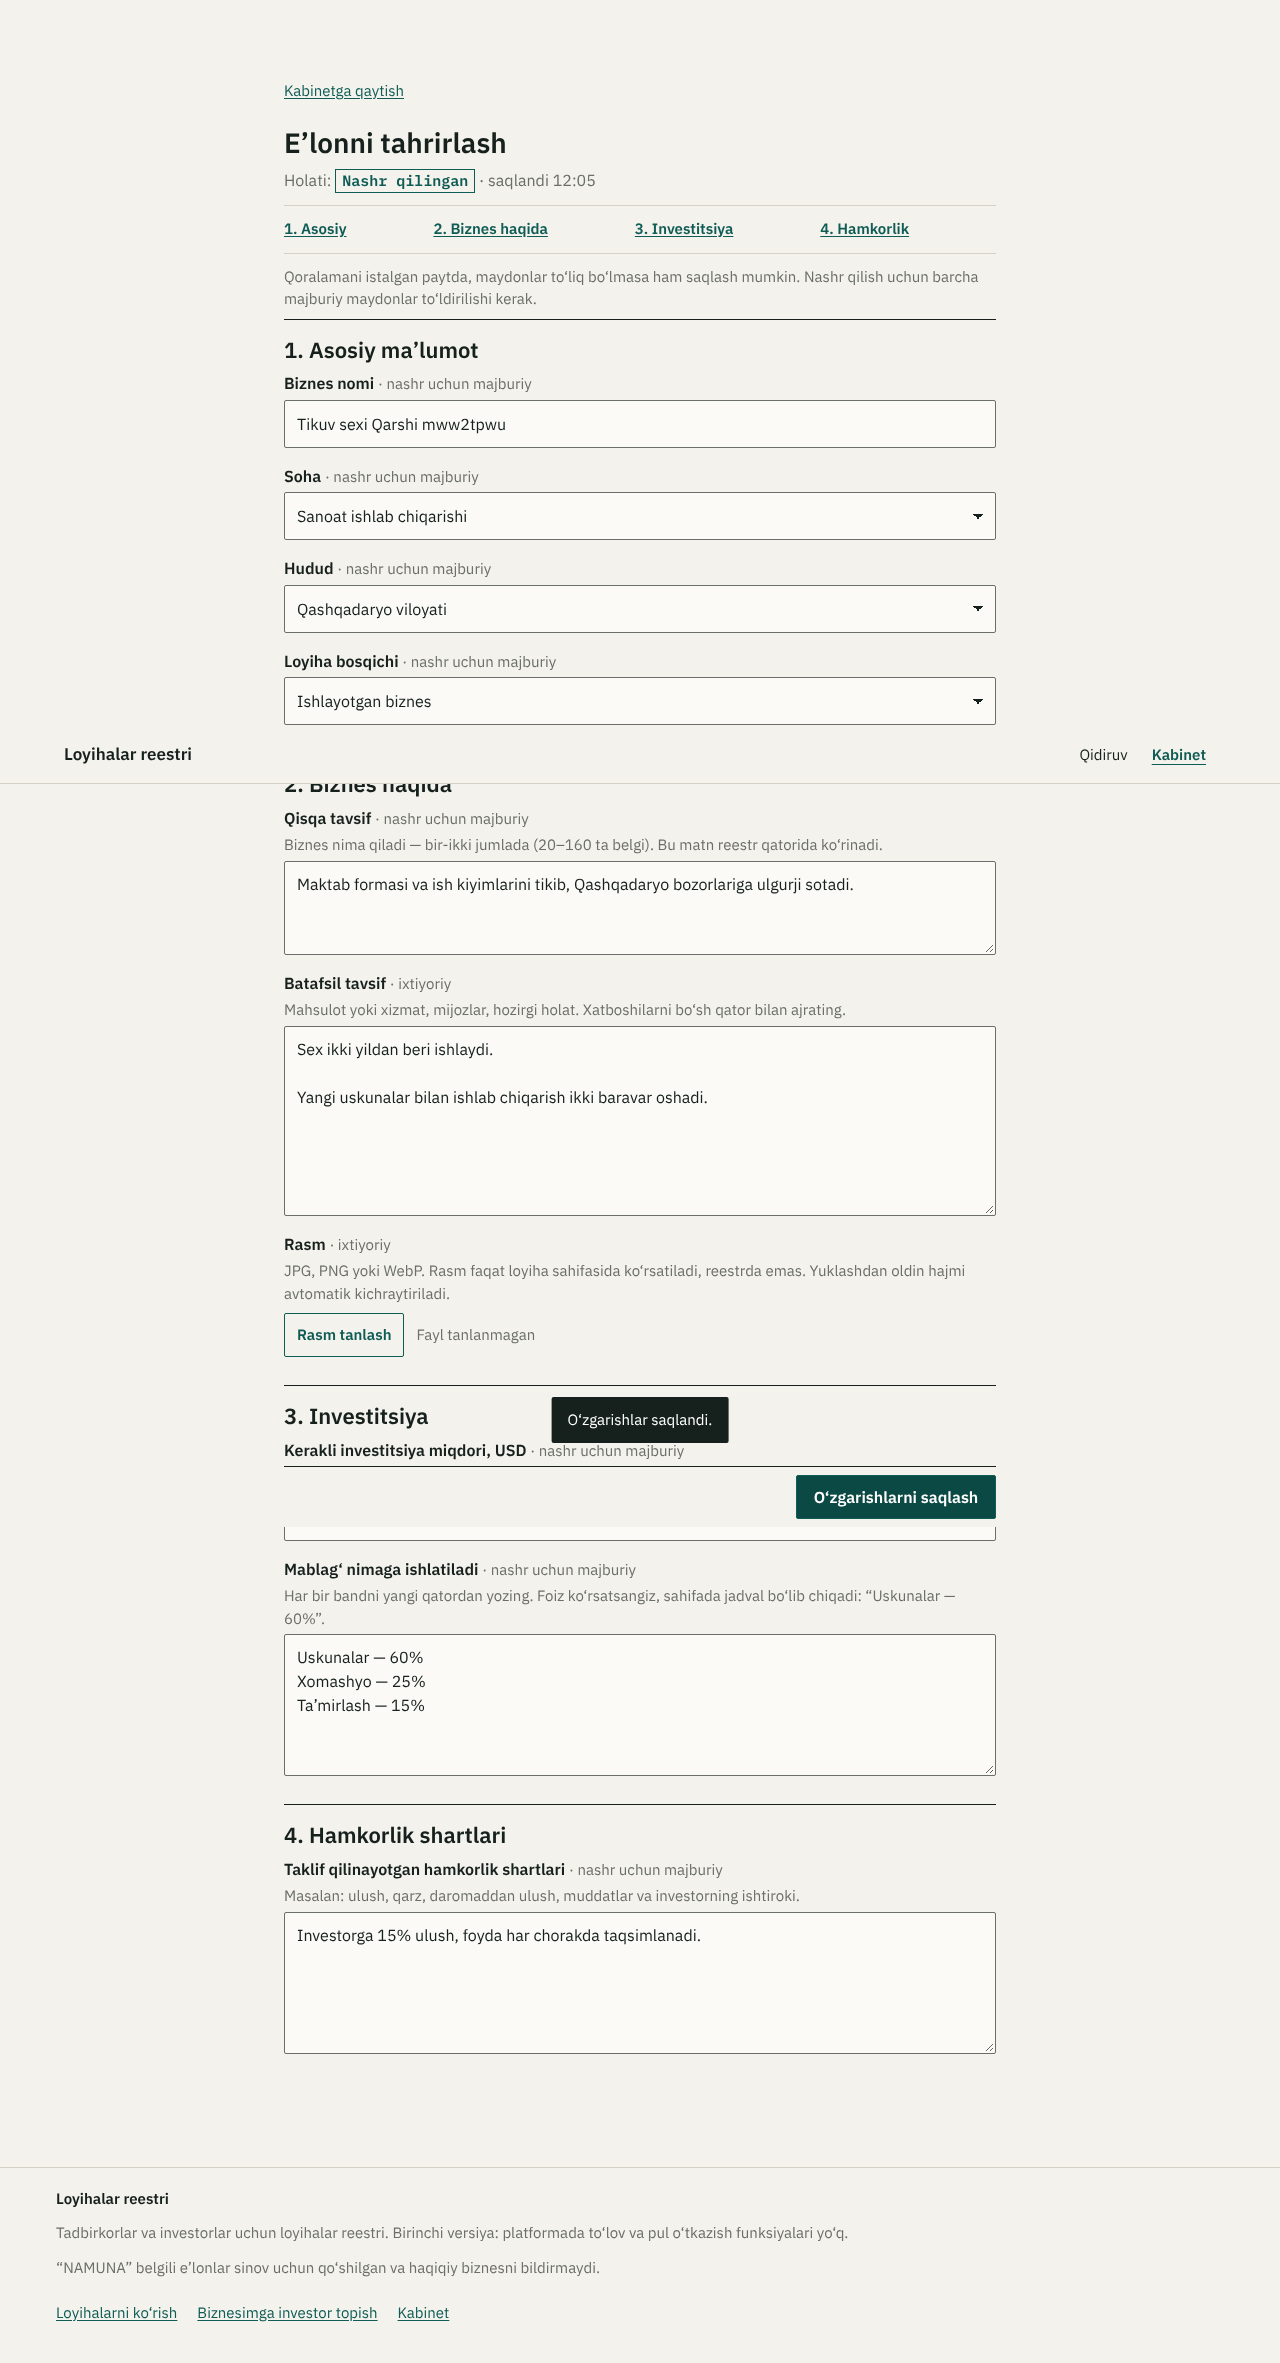 Kabinetga qaytish
E’lonni tahrirlash
Holati: Nashr qilingan · saqlandi 12:05
1. Asosiy 2. Biznes haqida 3. Investitsiya 4. Hamkorlik
Qoralamani istalgan paytda, maydonlar to‘liq bo‘lmasa ham saqlash mumkin. Nashr qilish uchun barcha
majburiy maydonlar to‘ldirilishi kerak.
1. Asosiy ma’lumot
Biznes nomi · nashr uchun majburiy
Tikuv sexi Qarshi mww2tpwu
Soha · nashr uchun majburiy
Sanoat ishlab chiqarishi
Hudud · nashr uchun majburiy
Qashqadaryo viloyati
Loyiha bosqichi · nashr uchun majburiy
Ishlayotgan biznes
Loyihalar reestri Qidiruv Kabinet
2. Biznes haqida
Qisqa tavsif · nashr uchun majburiy
Biznes nima qiladi — bir-ikki jumlada (20–160 ta belgi). Bu matn reestr qatorida ko‘rinadi.
Maktab formasi va ish kiyimlarini tikib, Qashqadaryo bozorlariga ulgurji sotadi.
Batafsil tavsif · ixtiyoriy
Mahsulot yoki xizmat, mijozlar, hozirgi holat. Xatboshilarni bo‘sh qator bilan ajrating.
Sex ikki yildan beri ishlaydi.
Yangi uskunalar bilan ishlab chiqarish ikki baravar oshadi.
Rasm · ixtiyoriy
JPG, PNG yoki WebP. Rasm faqat loyiha sahifasida ko‘rsatiladi, reestrda emas. Yuklashdan oldin hajmi
avtomatik kichraytiriladi.
Rasm tanlash Fayl tanlanmagan
3. Investitsiya
O‘zgarishlar saqlandi.
Kerakli investitsiya miqdori, USD · nashr uchun majburiy
O‘zgarishlarni saqlash
Mablag‘ nimaga ishlatiladi · nashr uchun majburiy
Har bir bandni yangi qatordan yozing. Foiz ko‘rsatsangiz, sahifada jadval bo‘lib chiqadi: “Uskunalar —
60%”.
Uskunalar — 60%
Xomashyo — 25%
Ta’mirlash — 15%
4. Hamkorlik shartlari
Taklif qilinayotgan hamkorlik shartlari · nashr uchun majburiy
Masalan: ulush, qarz, daromaddan ulush, muddatlar va investorning ishtiroki.
Investorga 15% ulush, foyda har chorakda taqsimlanadi.
Loyihalar reestri
Tadbirkorlar va investorlar uchun loyihalar reestri. Birinchi versiya: platformada to‘lov va pul o‘tkazish funksiyalari yo‘q.
“NAMUNA” belgili e’lonlar sinov uchun qo‘shilgan va haqiqiy biznesni bildirmaydi.
Loyihalarni ko‘rish Biznesimga investor topish Kabinet